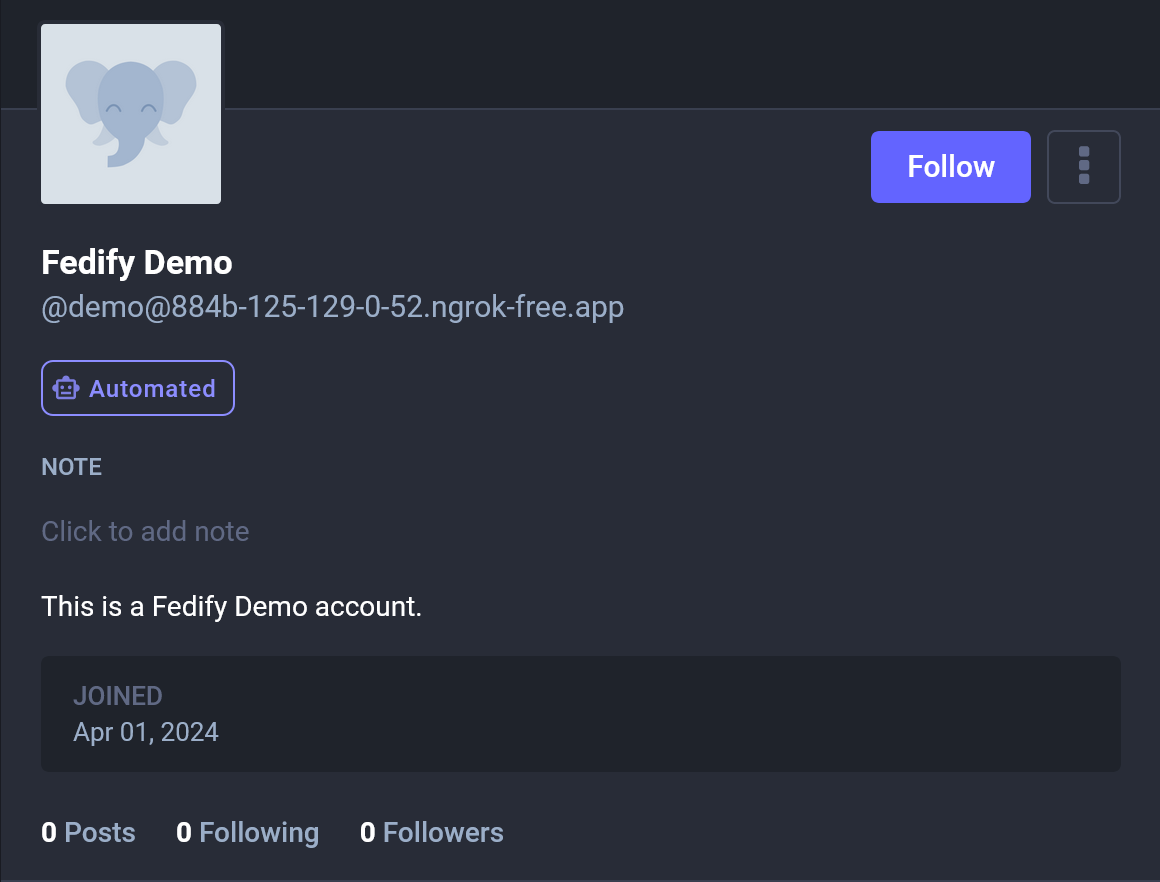 Follow
Fedify Demo
@demo@884b-125-129-0-52.ngrok-free.app
Automated
NOTE
Click to add note
This is a Fedify Demo account.
JOINED
Apr 01, 2024
0 Posts 0 Following 0 Followers